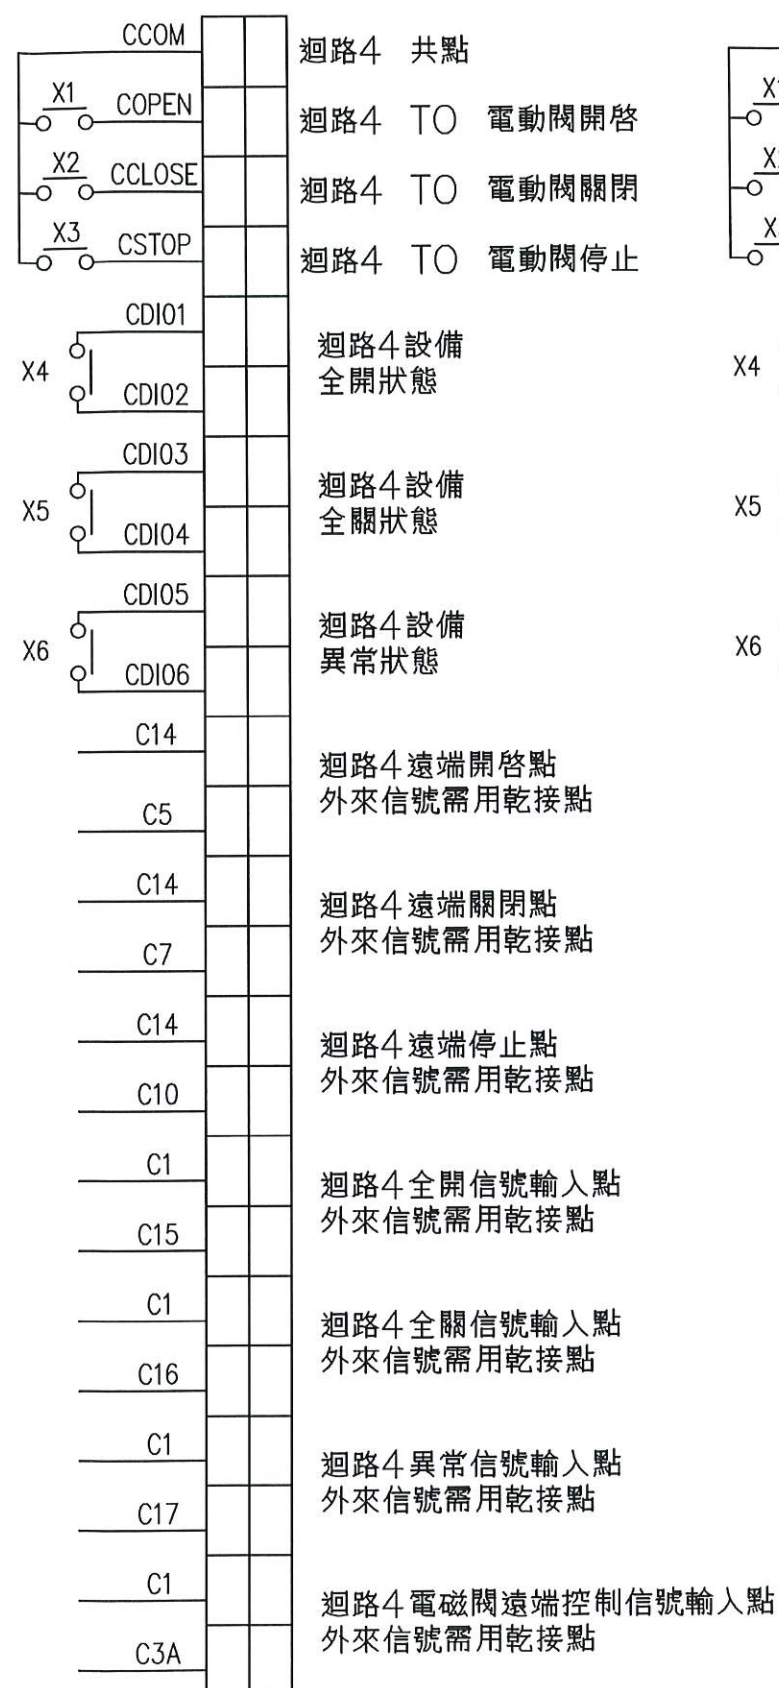 CCOM 迴路4 共點
X1 COPEN 迴路4 TO 電動閥開啓
X2 CCLOSE 迴路4 TO 電動閥關閉
X3 CSTOP 迴路4 TO 電動閥停止
CDI01
X4
CDI02
迴路4設備
全開狀態
CDI03
X5
CDI04
迴路4設備
全關狀態
CDI05
X6
CDI06
迴路4設備
異常狀態
C14
C5
迴路4遠端開啓點
外來信號需用乾接點
C14
C7
迴路4遠端關閉點
外來信號需用乾接點
C14
C10
迴路4遠端停止點
外來信號需用乾接點
C1
C15
迴路4全開信號輸入點
外來信號需用乾接點
C1
C16
迴路4全關信號輸入點
外來信號需用乾接點
C1
C17
迴路4異常信號輸入點
外來信號需用乾接點
C1
C3A
迴路4電磁閥遠端控制信號輸入點
外來信號需用乾接點
X4
X5
X6